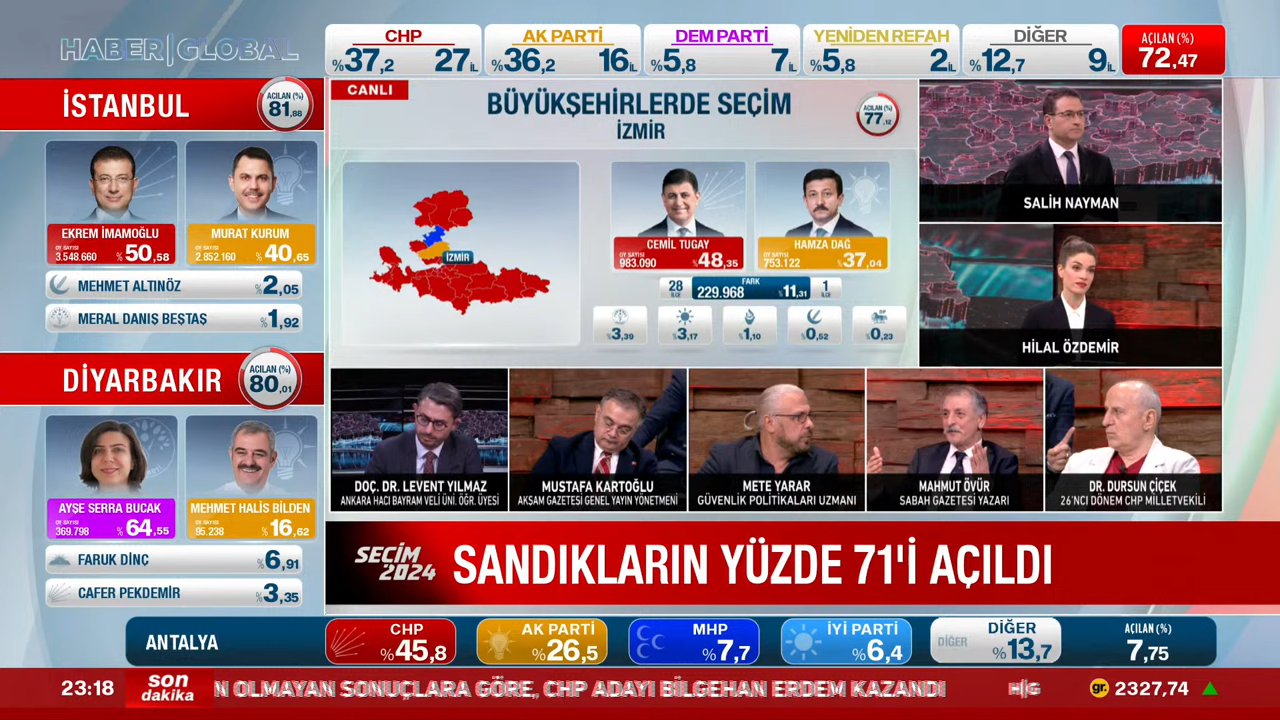 HABER GLOBAL
CHP
%37,2 27İL
AK PARTİ
%36,2 16İL
DEM PARTİ
%5,8 7İL
YENİDEN REFAH
%5,8 2İL
DİĞER
%12,7 9İL
AÇILAN (%)
72,47
İSTANBUL
AÇILAN (%)
81,88
EKREM İMAMOĞLU
OY SAYISI
3.548.660 %50,58
MURAT KURUM
OY SAYISI
2.852.160 %40,65
MEHMET ALTINÖZ %2,05
MERAL DANIŞ BEŞTAŞ %1,92
DİYARBAKIR
AÇILAN (%)
80,01
AYŞE SERRA BUCAK
OY SAYISI
369.798 %64,55
MEHMET HALİS BİLDEN
OY SAYISI
95.238 %16,62
FARUK DİNÇ %6,91
CAFER PEKDEMİR %3,35
CANLI
BÜYÜKŞEHİRLERDE SEÇİM
İZMİR
AÇILAN (%)
77,12
İZMİR
CEMİL TUGAY
OY SAYISI
983.090 %48,35
HAMZA DAĞ
OY SAYISI
753.122 %37,04
28 İLÇE
FARK
229.968 %11,31
1 İLÇE
%3,39 %3,17 %1,10 %0,52 %0,23
SALİH NAYMAN
HİLAL ÖZDEMİR
DOÇ. DR. LEVENT YILMAZ
ANKARA HACI BAYRAM VELİ ÜNİ. ÖĞR. ÜYESİ
MUSTAFA KARTOĞLU
AKŞAM GAZETESİ GENEL YAYIN YÖNETMENİ
METE YARAR
GÜVENLİK POLİTİKALARI UZMANI
MAHMUT ÖVÜR
SABAH GAZETESİ YAZARI
DR. DURSUN ÇİÇEK
26'NCI DÖNEM CHP MİLLETVEKİLİ
SEÇİM
2024
SANDIKLARIN YÜZDE 71'İ AÇILDI
ANTALYA
CHP
%45,8
AK PARTİ
%26,5
MHP
%7,7
İYİ PARTİ
%6,4
DİĞER
DİĞER
%13,7
AÇILAN (%)
7,75
23:18
son
dakika
N OLMAYAN SONUÇLARA GÖRE, CHP ADAYI BİLGEHAN ERDEM KAZANDI
H|G
gr. 2327,74